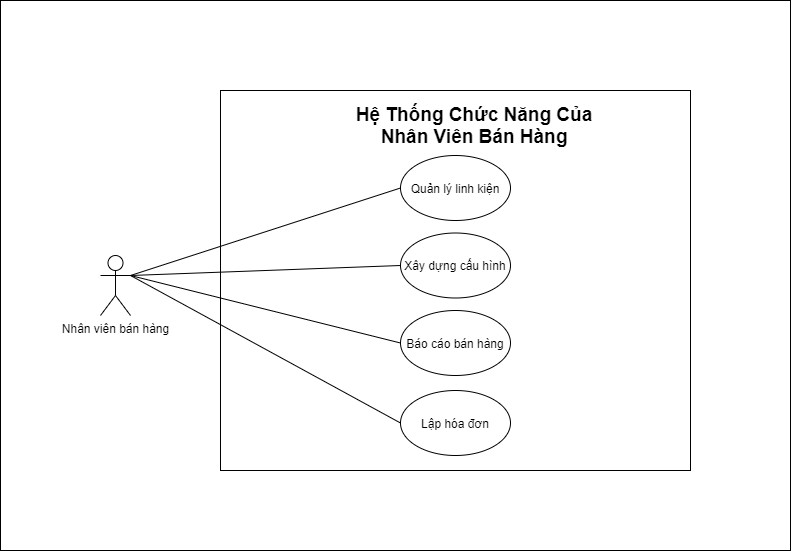 Hệ Thống Chức Năng Của
Nhân Viên Bán Hàng
Quản lý linh kiện
Xây dựng cấu hình
Báo cáo bán hàng
Lập hóa đơn
Nhân viên bán hàng